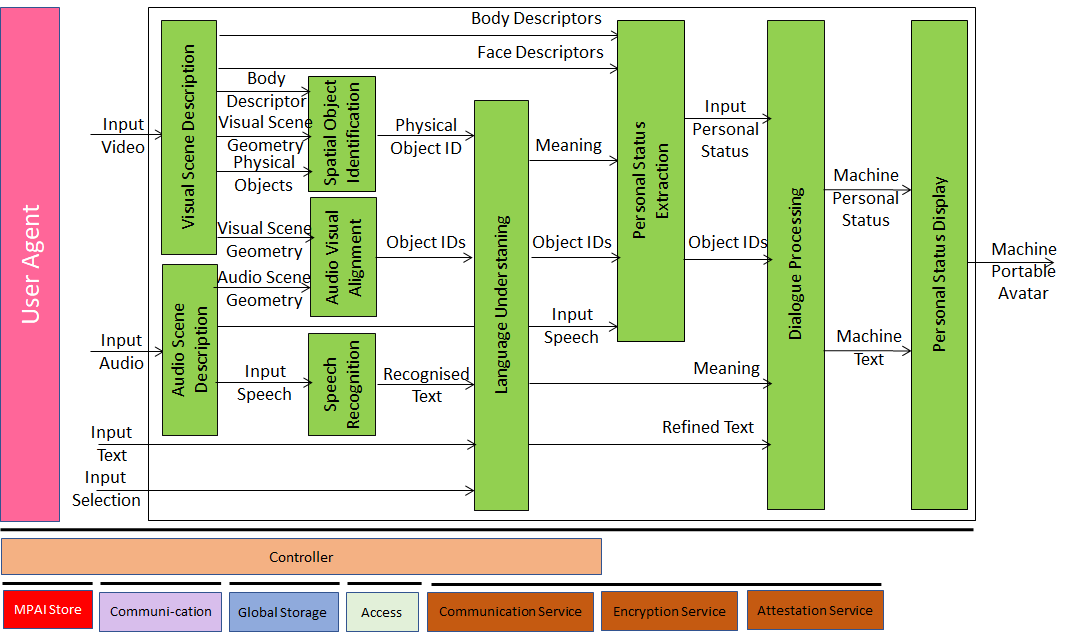 User Agent
Input
Video
Input
Audio
Input
Text
Input
Selection
Visual Scene Description
Audio Scene
Description
Body Descriptors
Face Descriptors
Body
Descriptor
Visual Scene
Geometry
Physical
Objects
Visual Scene
Geometry
Audio Scene
Geometry
Input
Speech
Spatial Object
Identification
Audio Visual
Alignment
Speech
Recognition
Physical
Object ID
Object IDs
Recognised
Text
Language Understaning
Meaning
Object IDs
Input
Speech
Personal Status
Extraction
Input
Personal
Status
Object IDs
Meaning
Refined Text
Dialogue Processing
Machine
Personal
Status
Machine
Text
Personal Status Display
Machine
Portable
Avatar
Controller
MPAI Store
Communi-cation
Global Storage
Access
Communication Service
Encryption Service
Attestation Service